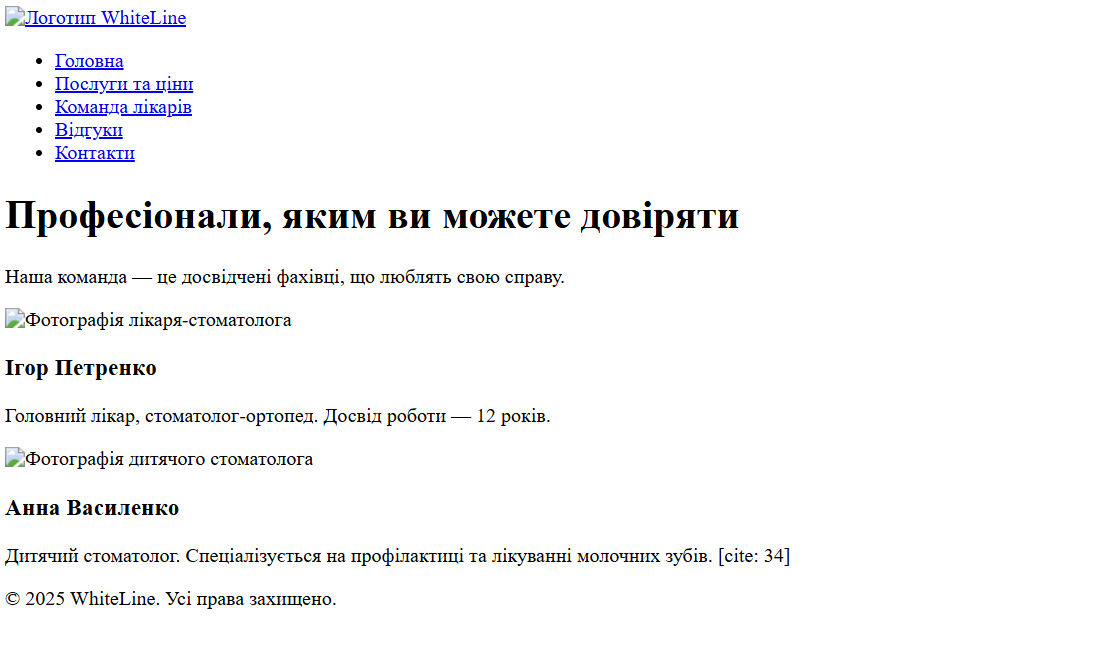 Логотип WhiteLine
Головна
Послуги та ціни
Команда лікарів
Відгуки
Контакти
Професіонали, яким ви можете довіряти
Наша команда — це досвідчені фахівці, що люблять свою справу.
Фотографія лікаря-стоматолога
Ігор Петренко
Головний лікар, стоматолог-ортопед. Досвід роботи — 12 років.
Фотографія дитячого стоматолога
Анна Василенко
Дитячий стоматолог. Спеціалізується на профілактиці та лікуванні молочних зубів. [cite: 34]
© 2025 WhiteLine. Усі права захищено.